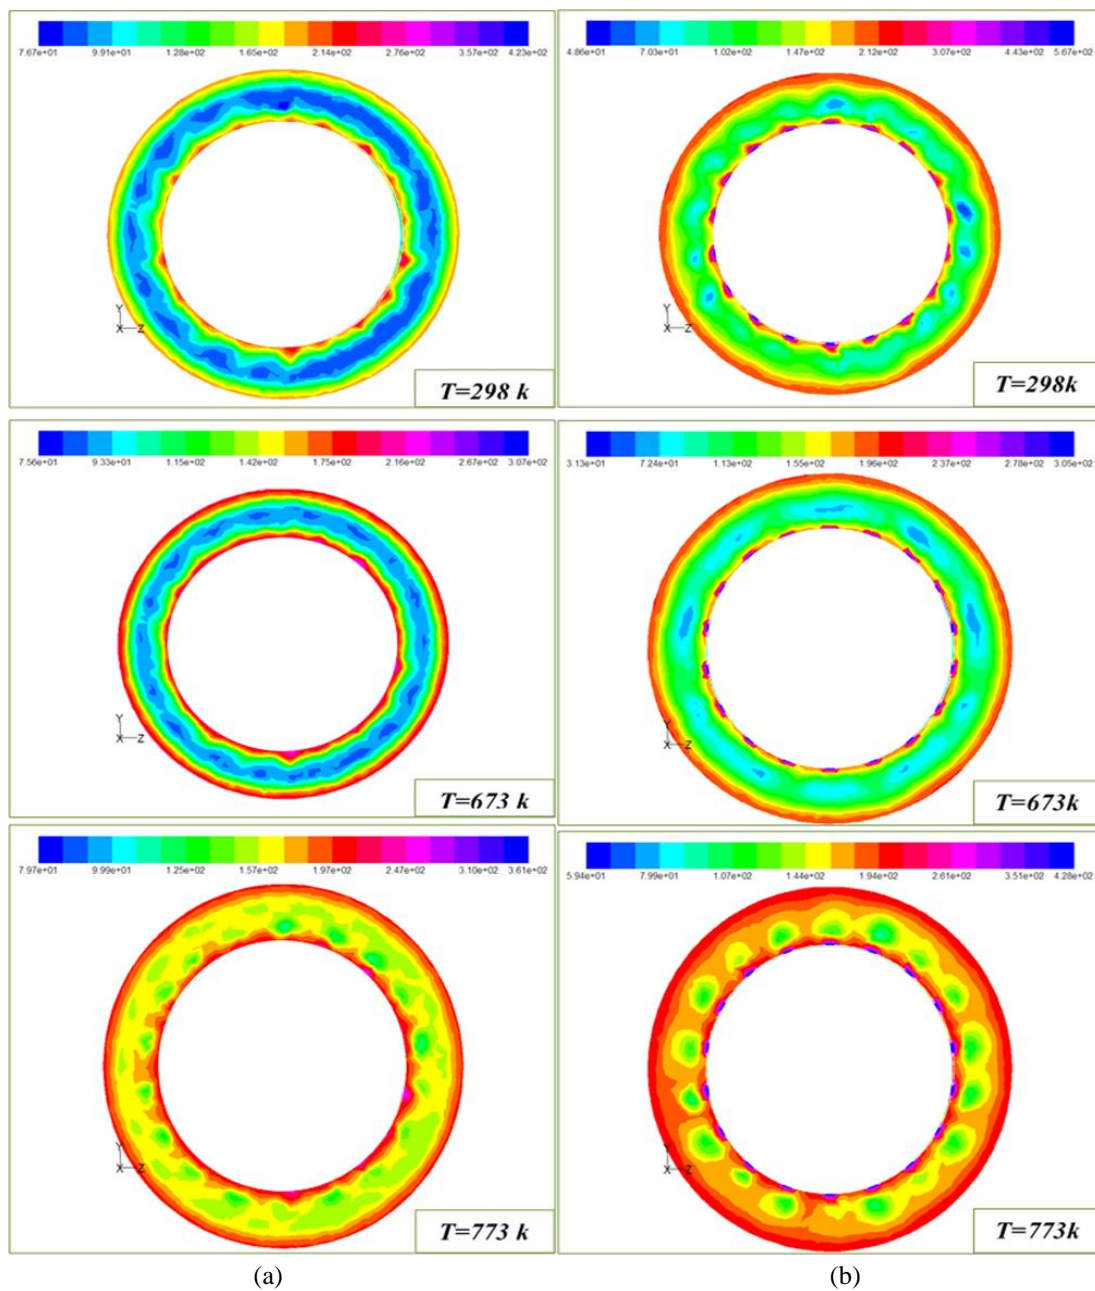 7.67e+01 9.91e+01 1.28e+02 1.65e+02 2.14e+02 2.76e+02 3.57e+02 4.23e+02
Y
X Z
T=298 k
4.86e+01 7.03e+01 1.02e+02 1.47e+02 2.12e+02 3.07e+02 4.43e+02 5.67e+02
Y
X Z
T=298k
7.56e+01 9.33e+01 1.15e+02 1.42e+02 1.75e+02 2.16e+02 2.67e+02 3.07e+02
Y
X Z
T=673 k
3.13e+01 7.24e+01 1.13e+02 1.55e+02 1.96e+02 2.37e+02 2.78e+02 3.05e+02
Y
X Z
T=673k
7.97e+01 9.99e+01 1.25e+02 1.57e+02 1.97e+02 2.47e+02 3.10e+02 3.61e+02
Y
X Z
T=773 k
5.94e+01 7.99e+01 1.07e+02 1.44e+02 1.94e+02 2.61e+02 3.51e+02 4.28e+02
Y
X Z
T=773k
(a)
(b)